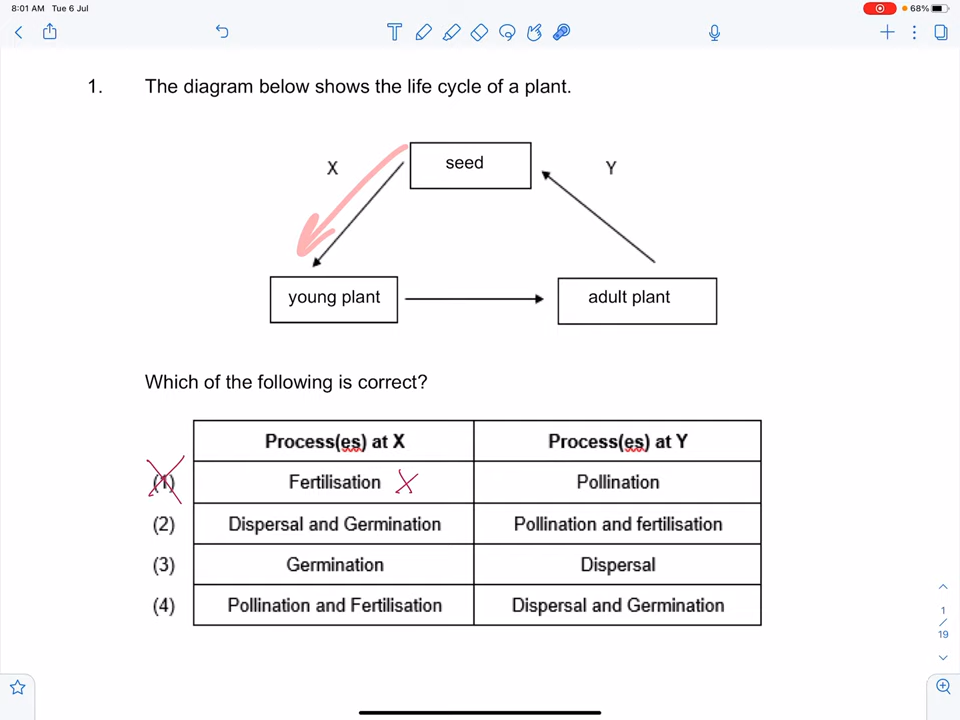 8:01 AM Tue 6 Jul
68%
1. The diagram below shows the life cycle of a plant.
X seed Y
young plant adult plant
Which of the following is correct?
Process(es) at X Process(es) at Y
(1) Fertilisation X Pollination
(2) Dispersal and Germination Pollination and fertilisation
(3) Germination Dispersal
(4) Pollination and Fertilisation Dispersal and Germination
1
/
19